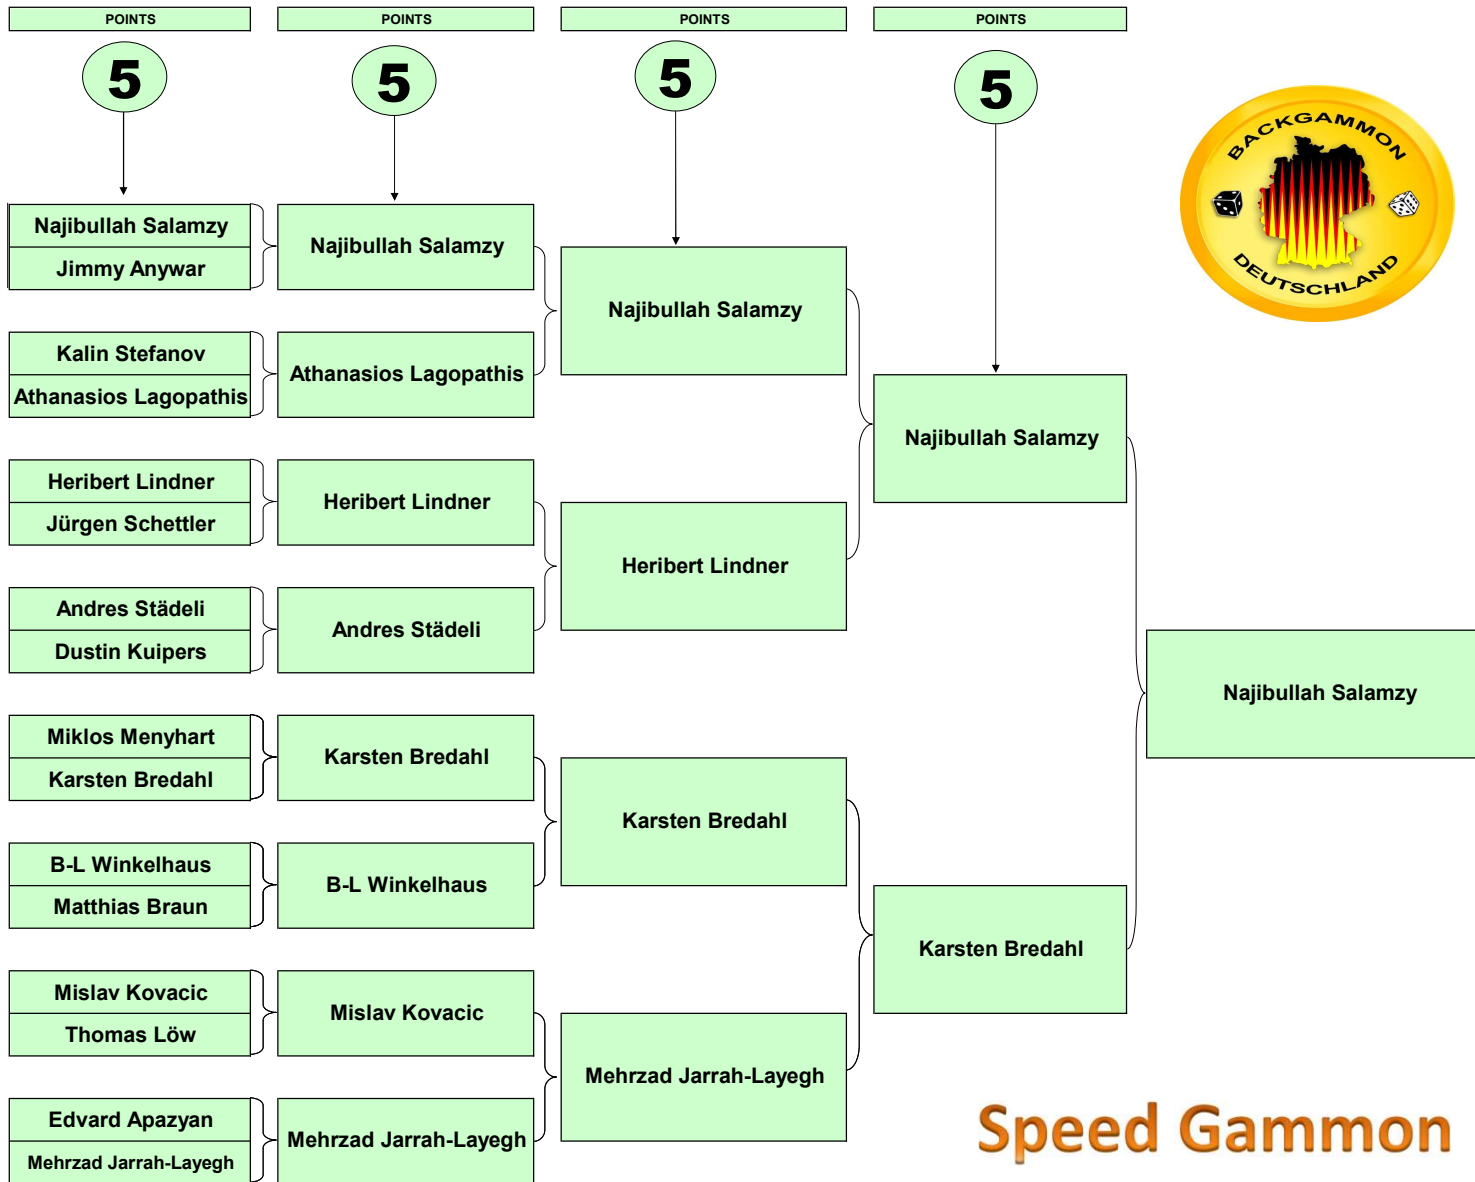 POINTS
POINTS
POINTS
POINTS
5
5
5
5
BACKGAMMON
DEUTSCHLAND
Najibullah Salamzy
Jimmy Anywar
Kalin Stefanov
Athanasios Lagopathis
Heribert Lindner
Jürgen Schettler
Andres Städeli
Dustin Kuipers
Miklos Menyhart
Karsten Bredahl
B-L Winkelhaus
Matthias Braun
Mislav Kovacic
Thomas Löw
Edvard Apazyan
Mehrzad Jarrah-Layegh
Najibullah Salamzy
Athanasios Lagopathis
Heribert Lindner
Andres Städeli
Karsten Bredahl
B-L Winkelhaus
Mislav Kovacic
Mehrzad Jarrah-Layegh
Najibullah Salamzy
Heribert Lindner
Karsten Bredahl
Mehrzad Jarrah-Layegh
Najibullah Salamzy
Karsten Bredahl
Najibullah Salamzy
Speed Gammon